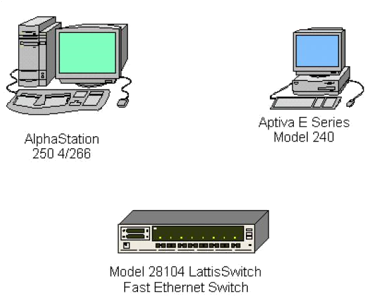 AlphaStation
250 4/266
Aptiva E Series
Model 240
Model 28104 LattisSwitch
Fast Ethernet Switch